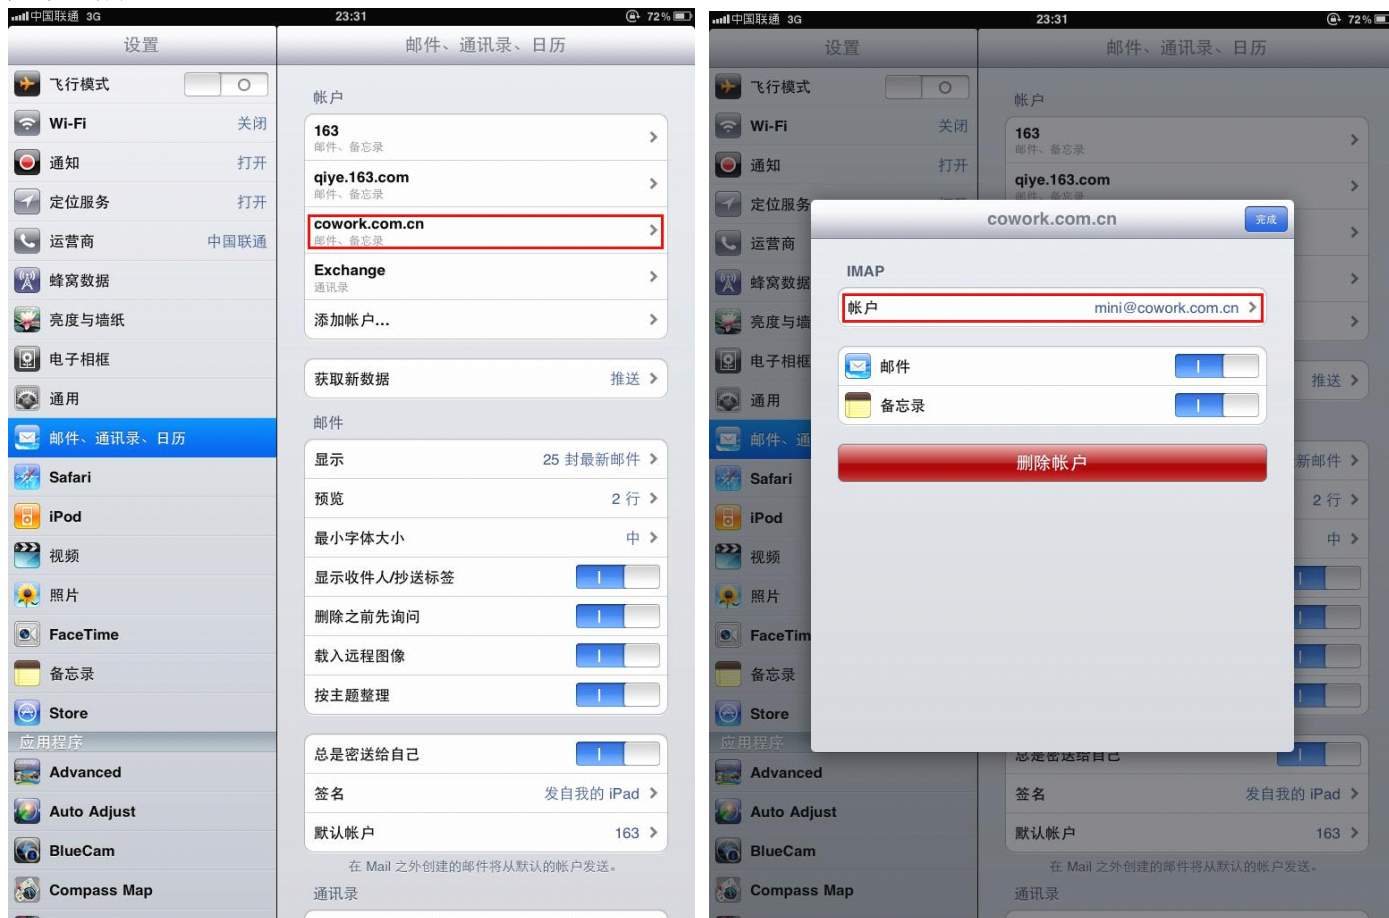 中国联通 3G
23:31
72%
设置
邮件、通讯录、日历
飞行模式
Wi-Fi
关闭
通知
打开
定位服务
打开
运营商
中国联通
蜂窝数据
亮度与墙纸
电子相框
通用
邮件、通讯录、日历
Safari
iPod
视频
照片
FaceTime
备忘录
Store
应用程序
Advanced
Auto Adjust
BlueCam
Compass Map
帐户
163
邮件、备忘录
qiye.163.com
邮件、备忘录
cowork.com.cn
邮件、备忘录
Exchange
通讯录
添加帐户...
获取新数据
推送
邮件
显示
25 封最新邮件
预览
2 行
最小字体大小
中
显示收件人/抄送标签
删除之前先询问
载入远程图像
按主题整理
总是密送给自己
签名
发自我的 iPad
默认帐户
163
在 Mail 之外创建的邮件将从默认的帐户发送。
通讯录
中国联通 3G
23:31
72%
设置
邮件、通讯录、日历
飞行模式
Wi-Fi
关闭
通知
打开
定位服务
运营商
蜂窝数据
亮度与墙
电子相框
通用
邮件、通
Safari
iPod
视频
照片
FaceTim
备忘录
Store
应用程序
Advanced
Auto Adjust
BlueCam
Compass Map
帐户
163
邮件、备忘录
qiye.163.com
邮件、备忘录
cowork.com.cn
完成
IMAP
帐户
mini@cowork.com.cn
邮件
备忘录
删除帐户
推送
新邮件
2 行
中
总是密送给自己
签名
发自我的 iPad
默认帐户
163
在 Mail 之外创建的邮件将从默认的帐户发送。
通讯录